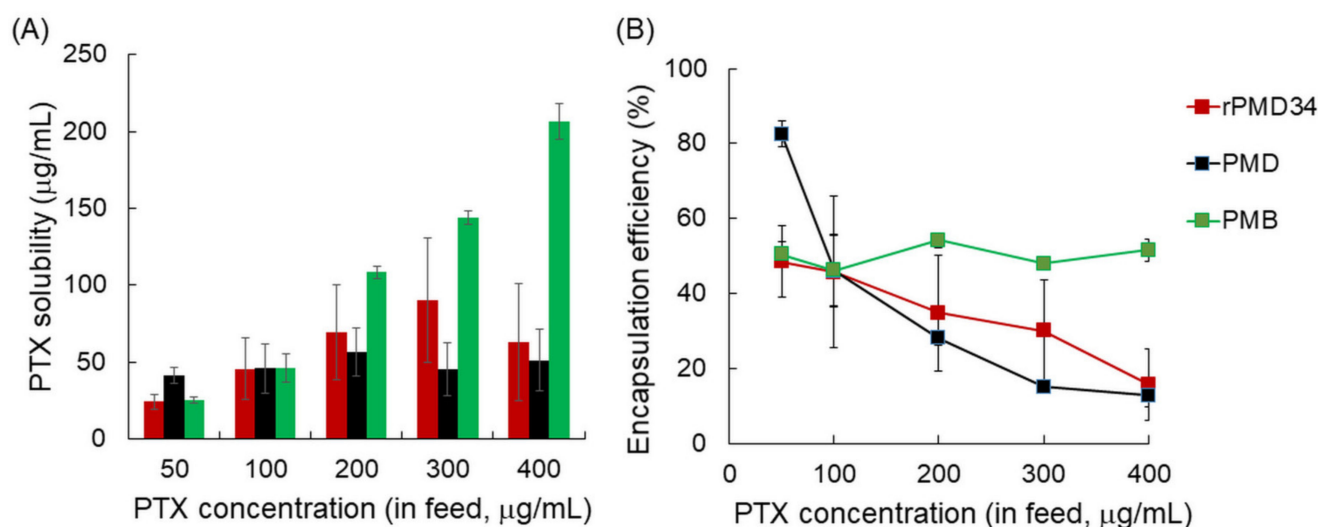 (A)
250
200
150
100
50
0
PTX solubility (μg/mL)
50 100 200 300 400
PTX concentration (in feed, μg/mL)
(B)
100
80
60
40
20
0
Encapsulation efficiency (%)
0 100 200 300 400
PTX concentration (in feed, μg/mL)
rPMD34
PMD
PMB